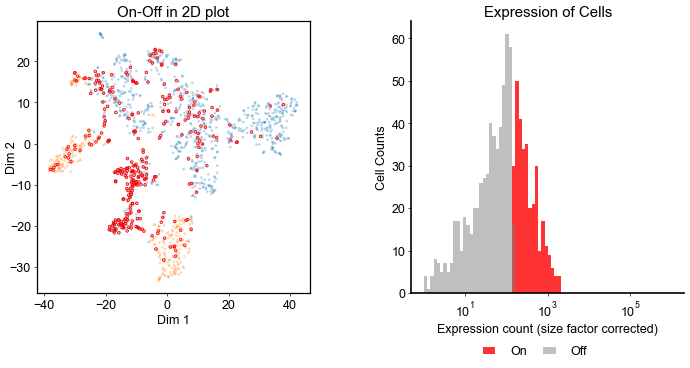 On-Off in 2D plot
Dim 2
20
10
0
−10
−20
−30
−40
−20
0
20
40
Dim 1
Expression of Cells
Cell Counts
60
50
40
30
20
10
0
10^1
10^3
10^5
Expression count (size factor corrected)
On
Off